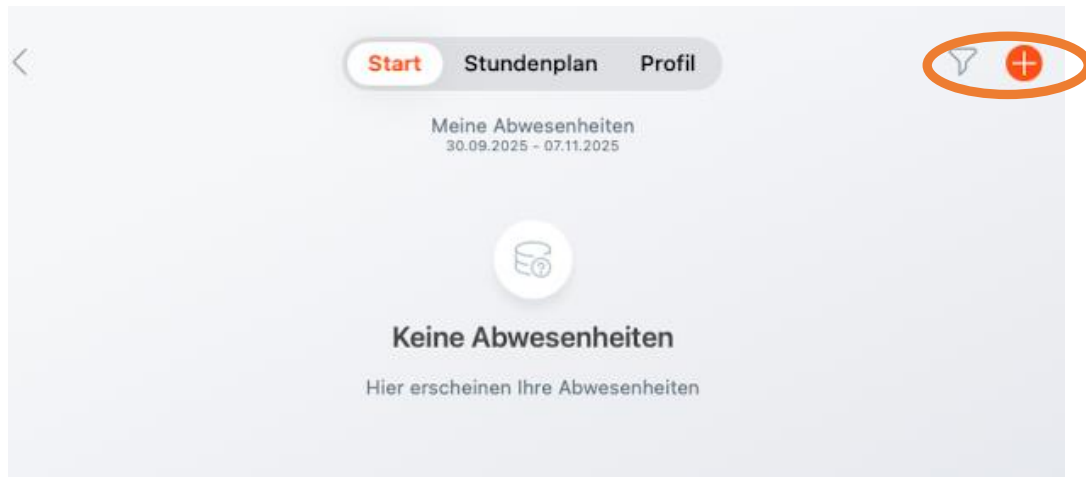 Start Stundenplan Profil
Meine Abwesenheiten
30.09.2025 - 07.11.2025
Keine Abwesenheiten
Hier erscheinen Ihre Abwesenheiten